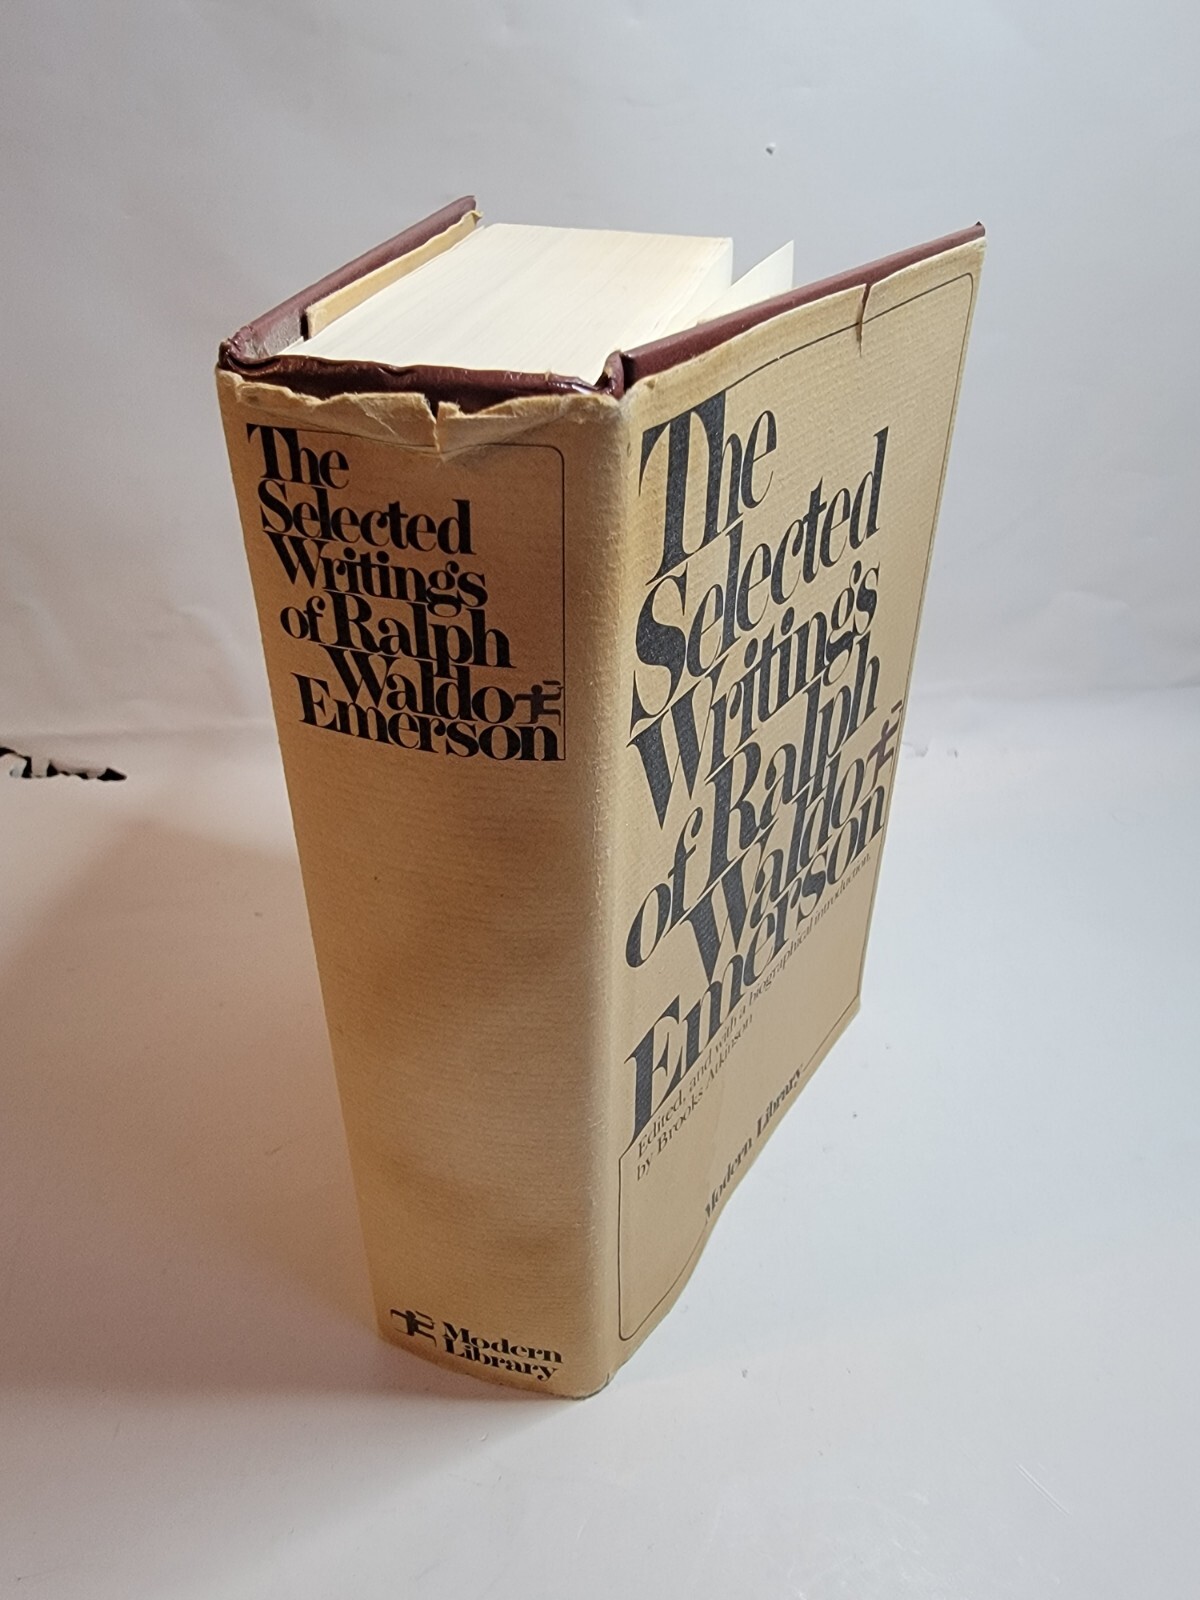 The
Selected
Writings
of Ralph
Waldo
Emerson
Modern
Library
The
Selected
Writings
of Ralph
Waldo
Emerson
Edited, and with a biographical introduction,
by Brooks Atkinson
Modern Library